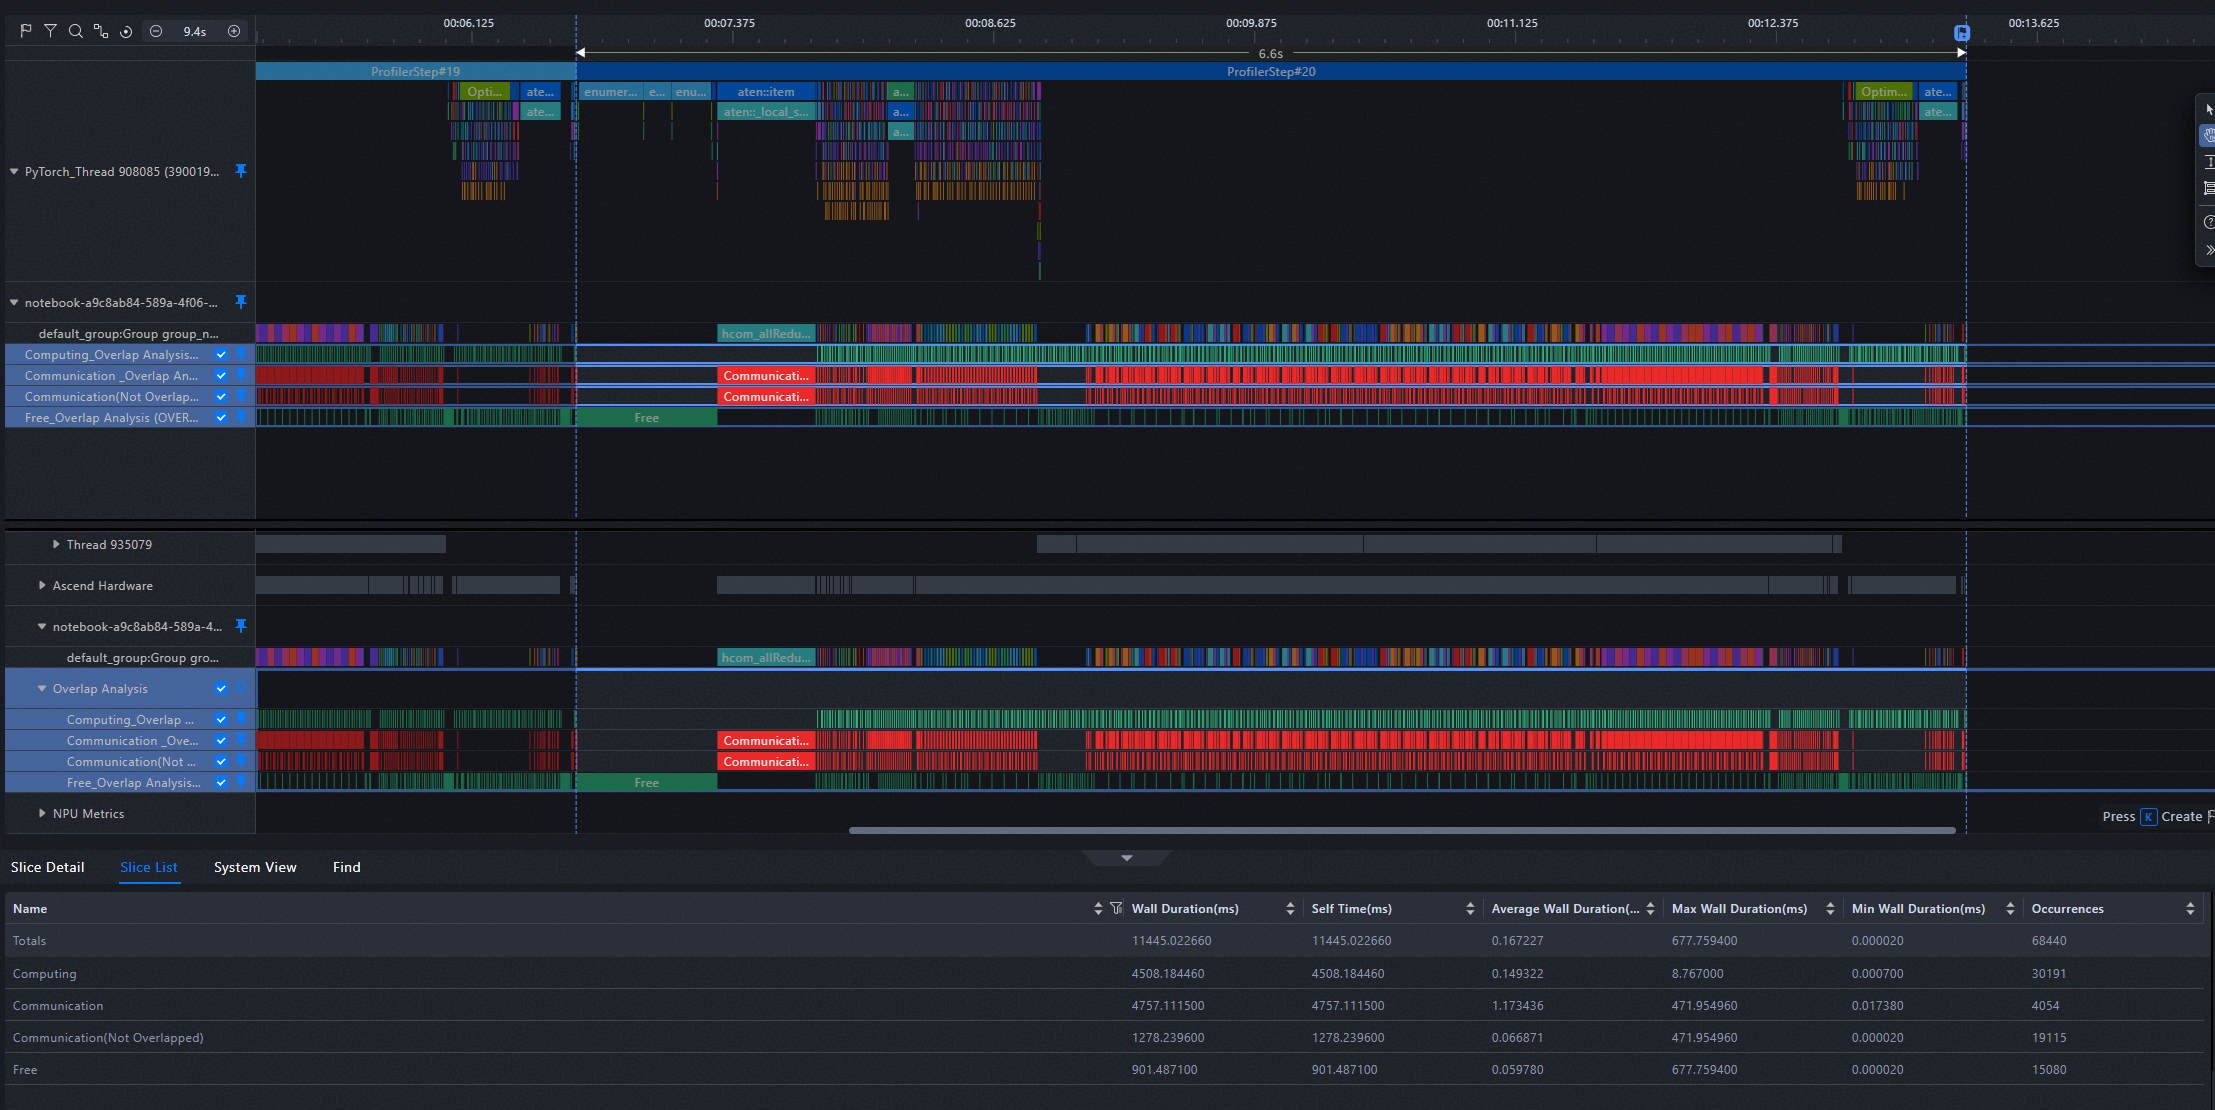 00:06.125 00:07.375 00:08.625 00:09.875 00:11.125 00:12.375 00:13.625
9.4s
6.6s
ProfilerStep#19 ProfilerStep#20
Opti... ate... enumer... e... enu... aten::item a... Optim... ate...
ate... aten::_local_s... a... ate...
a...
PyTorch_Thread 908085 (390019...
notebook-a9c8ab84-589a-4f06-...
default_group:Group group_n... hcom_allRedu...
Computing_Overlap Analysis...
Communication _Overlap An... Communicati...
Communication(Not Overlap... Communicati...
Free_Overlap Analysis (OVER... Free
Thread 935079
Ascend Hardware
notebook-a9c8ab84-589a-4...
default_group:Group gro... hcom_allRedu...
Overlap Analysis
Computing_Overlap ...
Communication _Ove... Communicati...
Communication(Not ... Communicati...
Free_Overlap Analysis... Free
NPU Metrics
Press K Create
Slice Detail Slice List System View Find
Name Wall Duration(ms) Self Time(ms) Average Wall Duration(... Max Wall Duration(ms) Min Wall Duration(ms) Occurrences
Totals 11445.022660 11445.022660 0.167227 677.759400 0.000020 68440
Computing 4508.184460 4508.184460 0.149322 8.767000 0.000700 30191
Communication 4757.111500 4757.111500 1.173436 471.954960 0.017380 4054
Communication(Not Overlapped) 1278.239600 1278.239600 0.066871 471.954960 0.000020 19115
Free 901.487100 901.487100 0.059780 677.759400 0.000020 15080